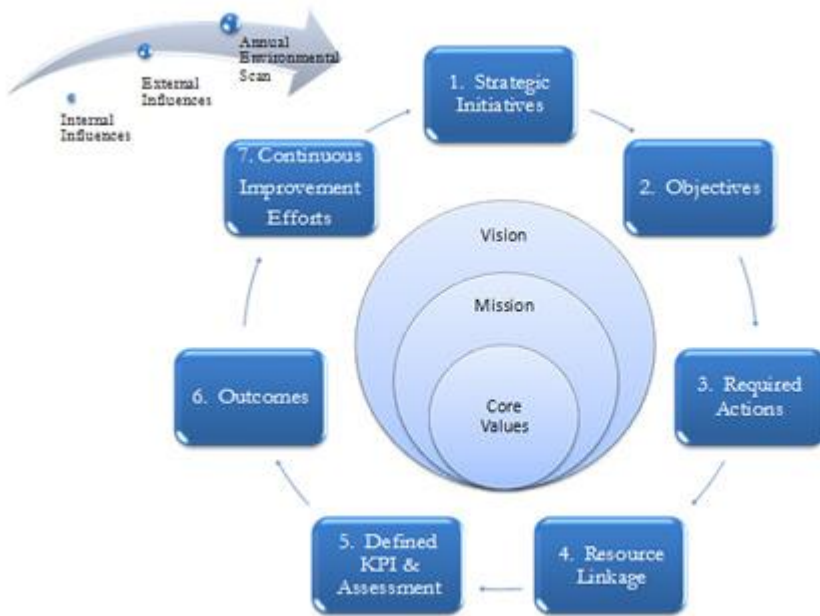 Annual
Environmental
Scan
External
Influences
Internal
Influences
1. Strategic
Initiatives
2. Objectives
3. Required
Actions
4. Resource
Linkage
5. Defined
KPI &
Assessment
6. Outcomes
7. Continuous
Improvement
Efforts
Vision
Mission
Core
Values